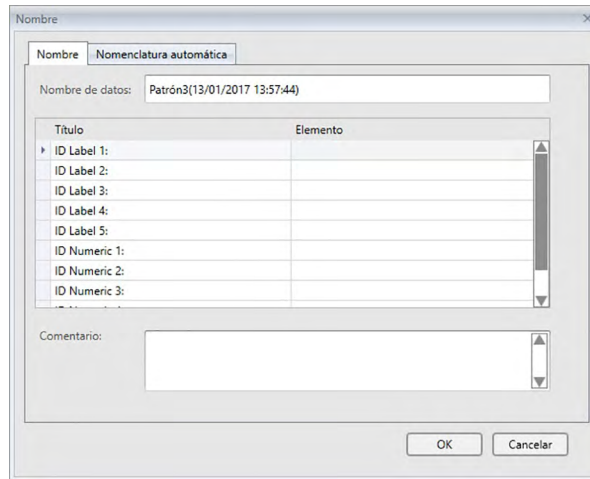 Nombre
Nombre Nomenclatura automática
Nombre de datos: Patrón3(13/01/2017 13:57:44)
Título Elemento
ID Label 1:
ID Label 2:
ID Label 3:
ID Label 4:
ID Label 5:
ID Numeric 1:
ID Numeric 2:
ID Numeric 3:
Comentario:
OK Cancelar